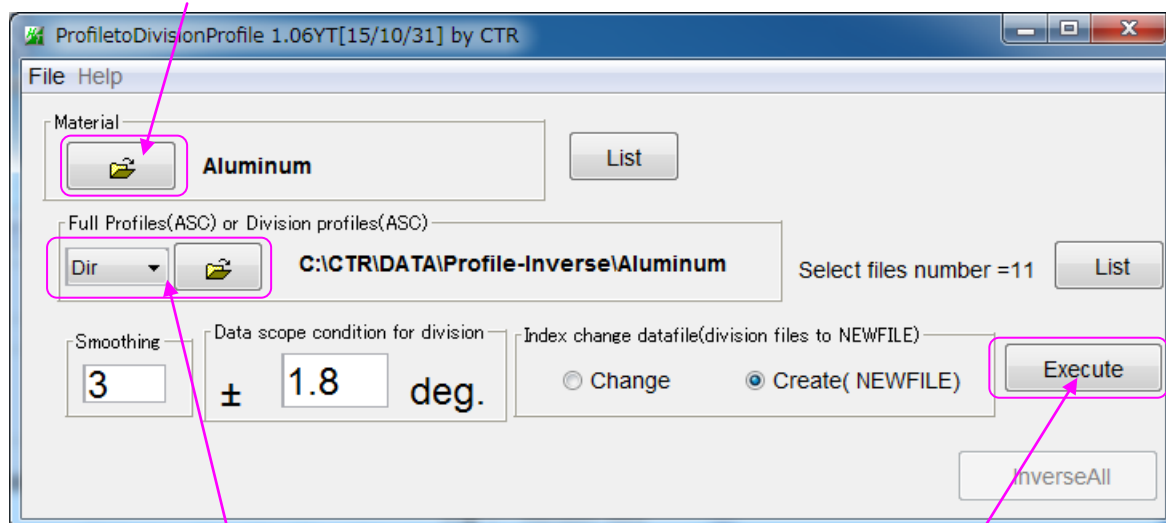 ProfiletoDivisionProfile 1.06YT[15/10/31] by CTR
File Help
Material
Aluminum
List
Full Profiles(ASC) or Division profiles(ASC)
Dir
C:\CTR\DATA\Profile-Inverse\Aluminum
Select files number =11
List
Smoothing
3
Data scope condition for division
± 1.8 deg.
Index change datafile(division files to NEWFILE)
Change
Create( NEWFILE)
Execute
InverseAll